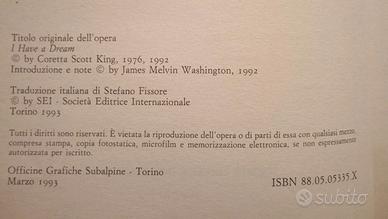 Titolo originale dell'opera
I Have a Dream
© by Coretta Scott King, 1976, 1992
Introduzione e note © by James Melvin Washington, 1992
Traduzione italiana di Stefano Fissore
© by SEI - Società Editrice Internazionale
Torino 1993
Tutti i diritti sono riservati. È vietata la riproduzione dell'opera o di parti di essa con qualsiasi mezzo,
compresa stampa, copia fotostatica, microfilm e memorizzazione elettronica, se non espressamente
autorizzata per iscritto.
Officine Grafiche Subalpine - Torino
Marzo 1993
ISBN 88.05.05335.X
subito